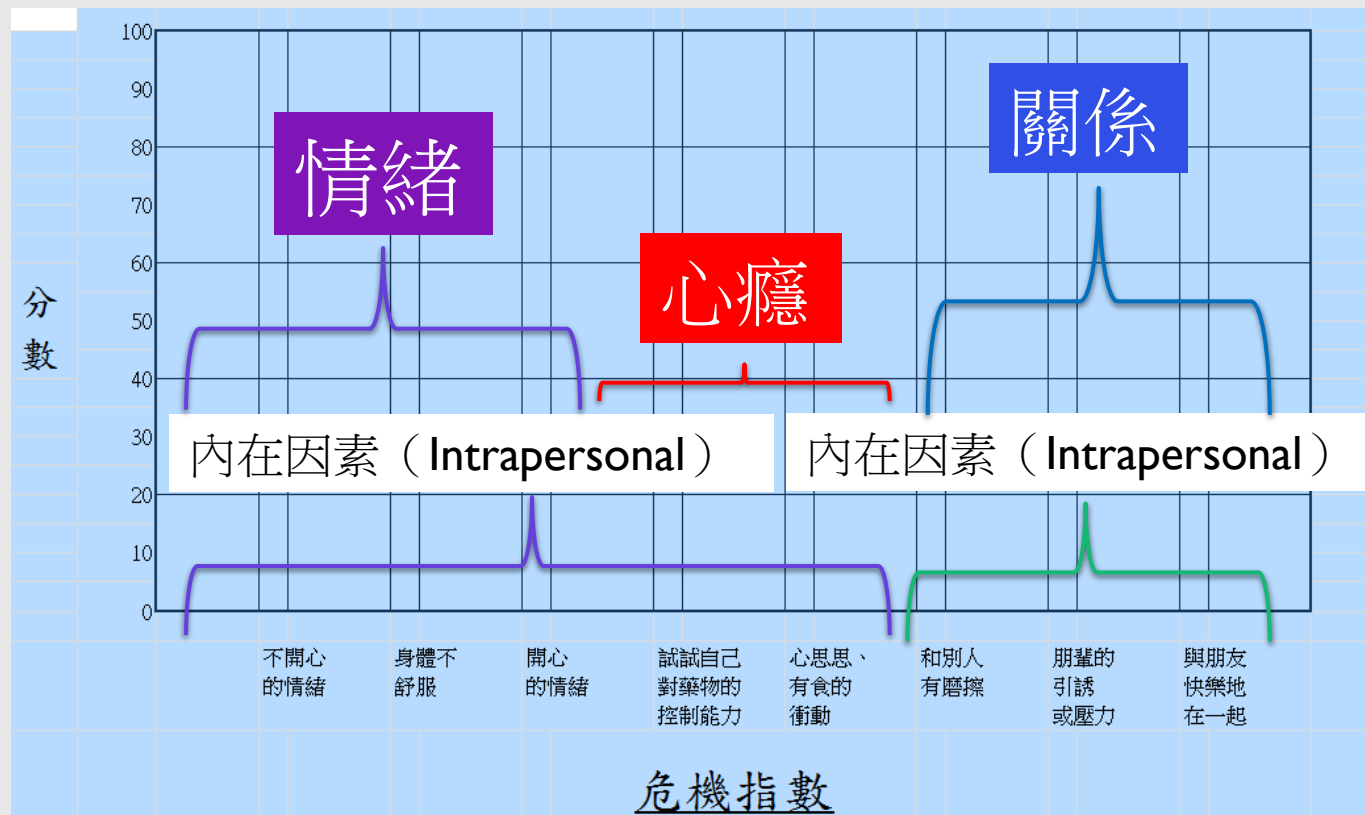 100
90
80
70
60
50
40
30
20
10
0
分
數
情緒
心癮
關係
內在因素（Intrapersonal）
內在因素（Intrapersonal）
不開心
的情緒
身體不
舒服
開心
的情緒
試試自己
對藥物的
控制能力
心思思、
有食的
衝動
和別人
有磨擦
朋輩的
引誘
或壓力
與朋友
快樂地
在一起
危機指數